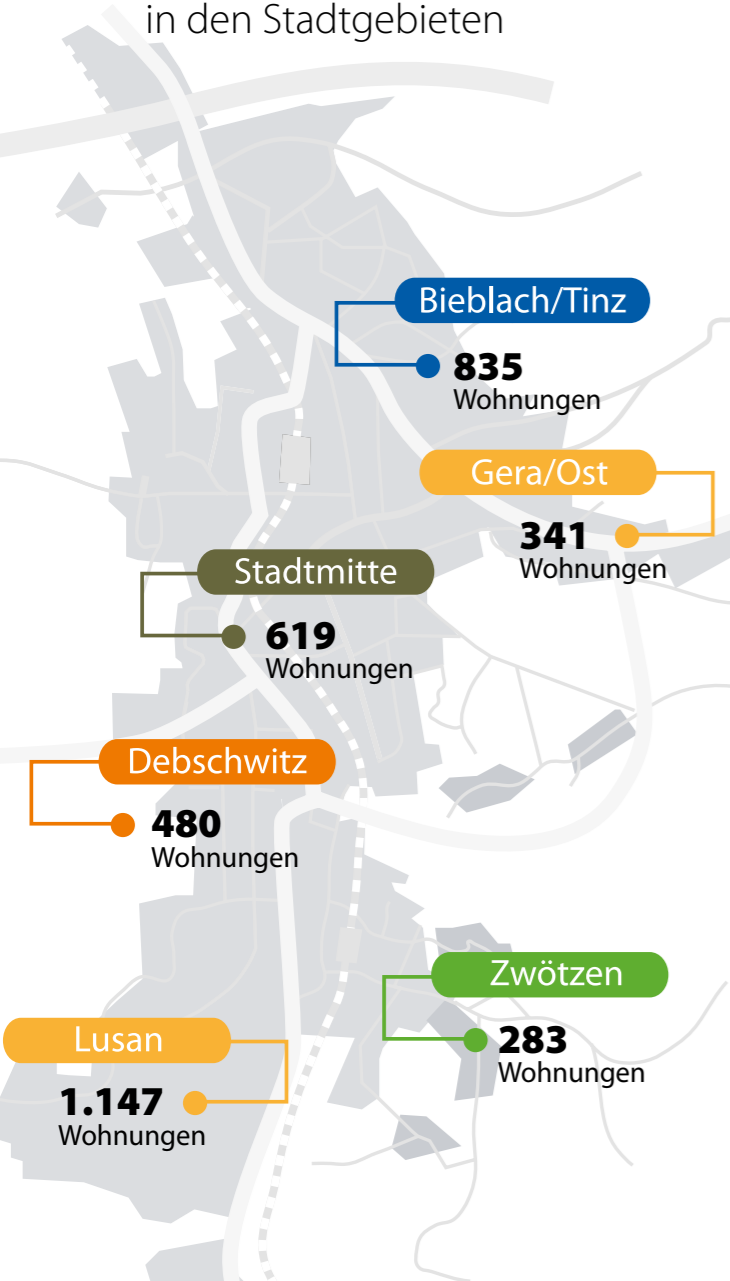 in den Stadtgebieten
Bieblach/Tinz
835
Wohnungen
Gera/Ost
341
Wohnungen
Stadtmitte
619
Wohnungen
Debschwitz
480
Wohnungen
Zwötzen
283
Wohnungen
Lusan
1.147
Wohnungen